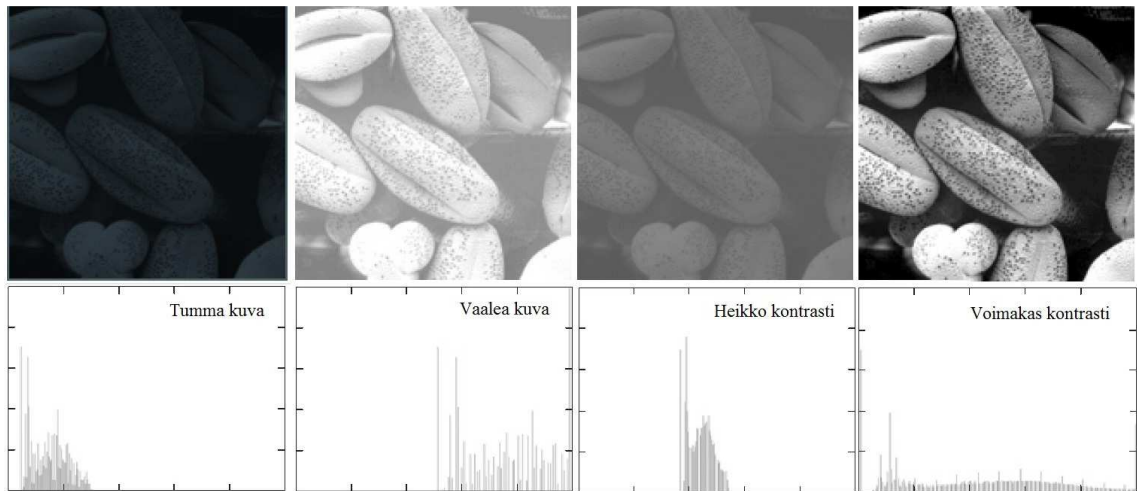 Tumma kuva
Vaalea kuva
Heikko kontrasti
Voimakas kontrasti